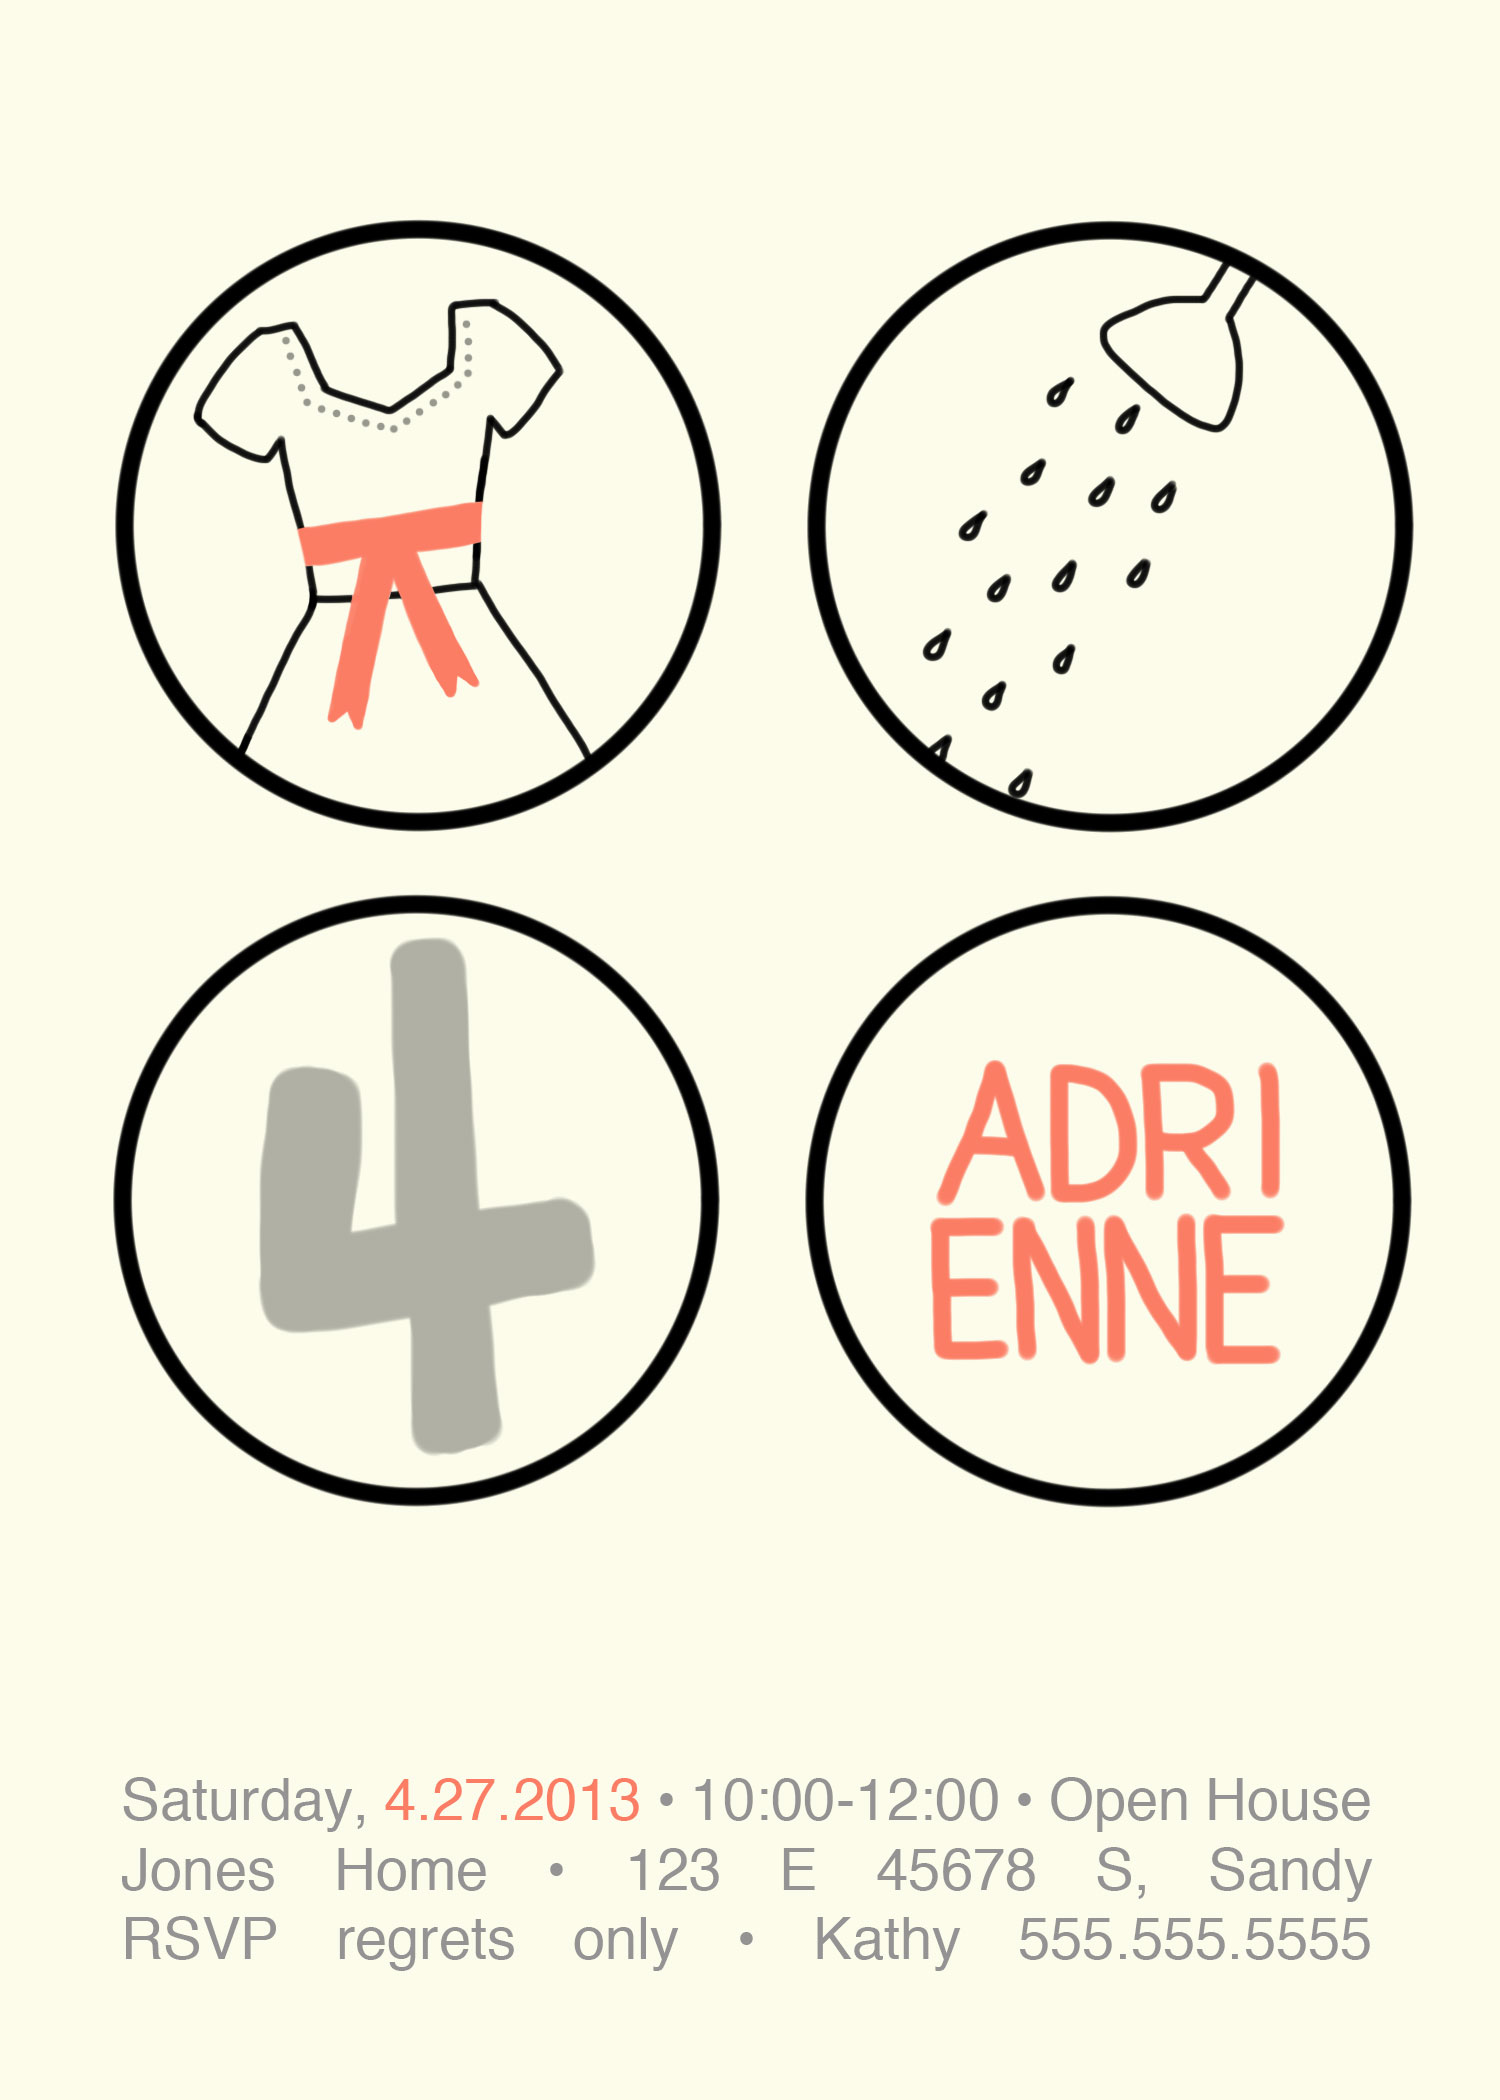 4
ADRI
ENNE
Saturday, 4.27.2013 • 10:00-12:00 • Open House
Jones Home • 123 E 45678 S, Sandy
RSVP regrets only • Kathy 555.555.5555